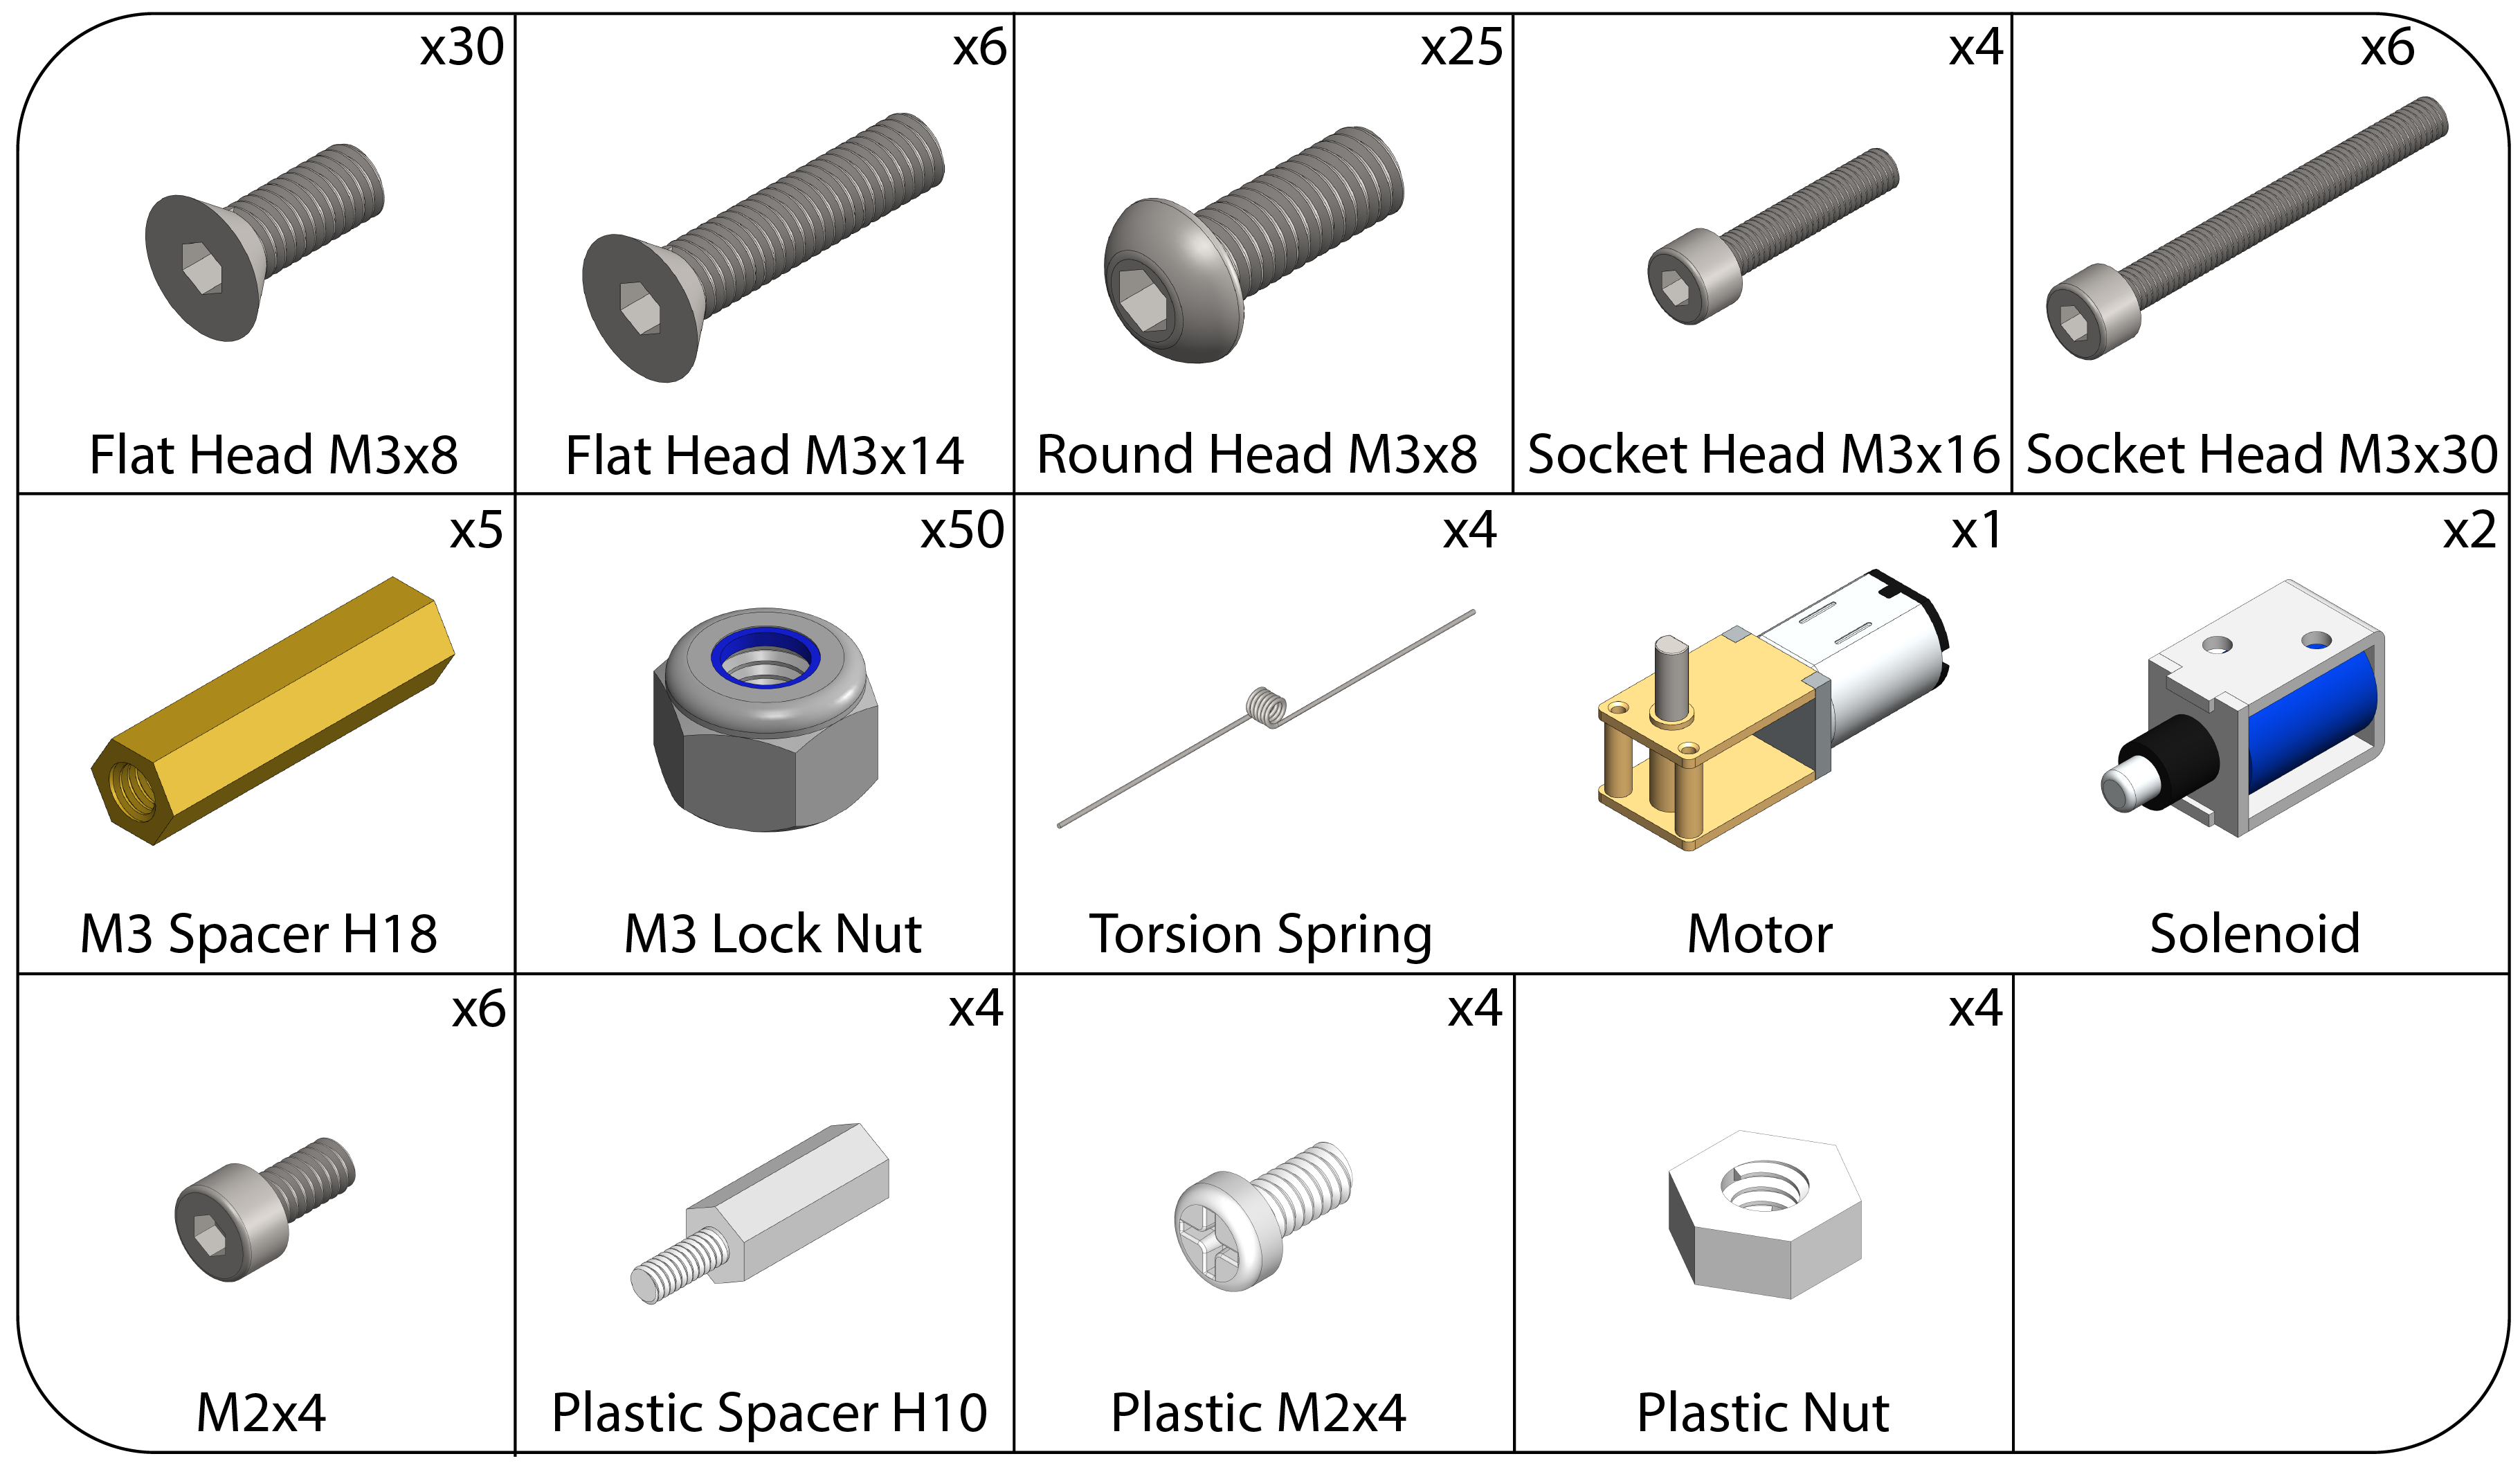 x30
x6
x25
x4
x6
Flat Head M3x8
Flat Head M3x14
Round Head M3x8
Socket Head M3x16
Socket Head M3x30
x5
x50
x4
x1
x2
M3 Spacer H18
M3 Lock Nut
Torsion Spring
Motor
Solenoid
x6
x4
x4
x4
M2x4
Plastic Spacer H10
Plastic M2x4
Plastic Nut